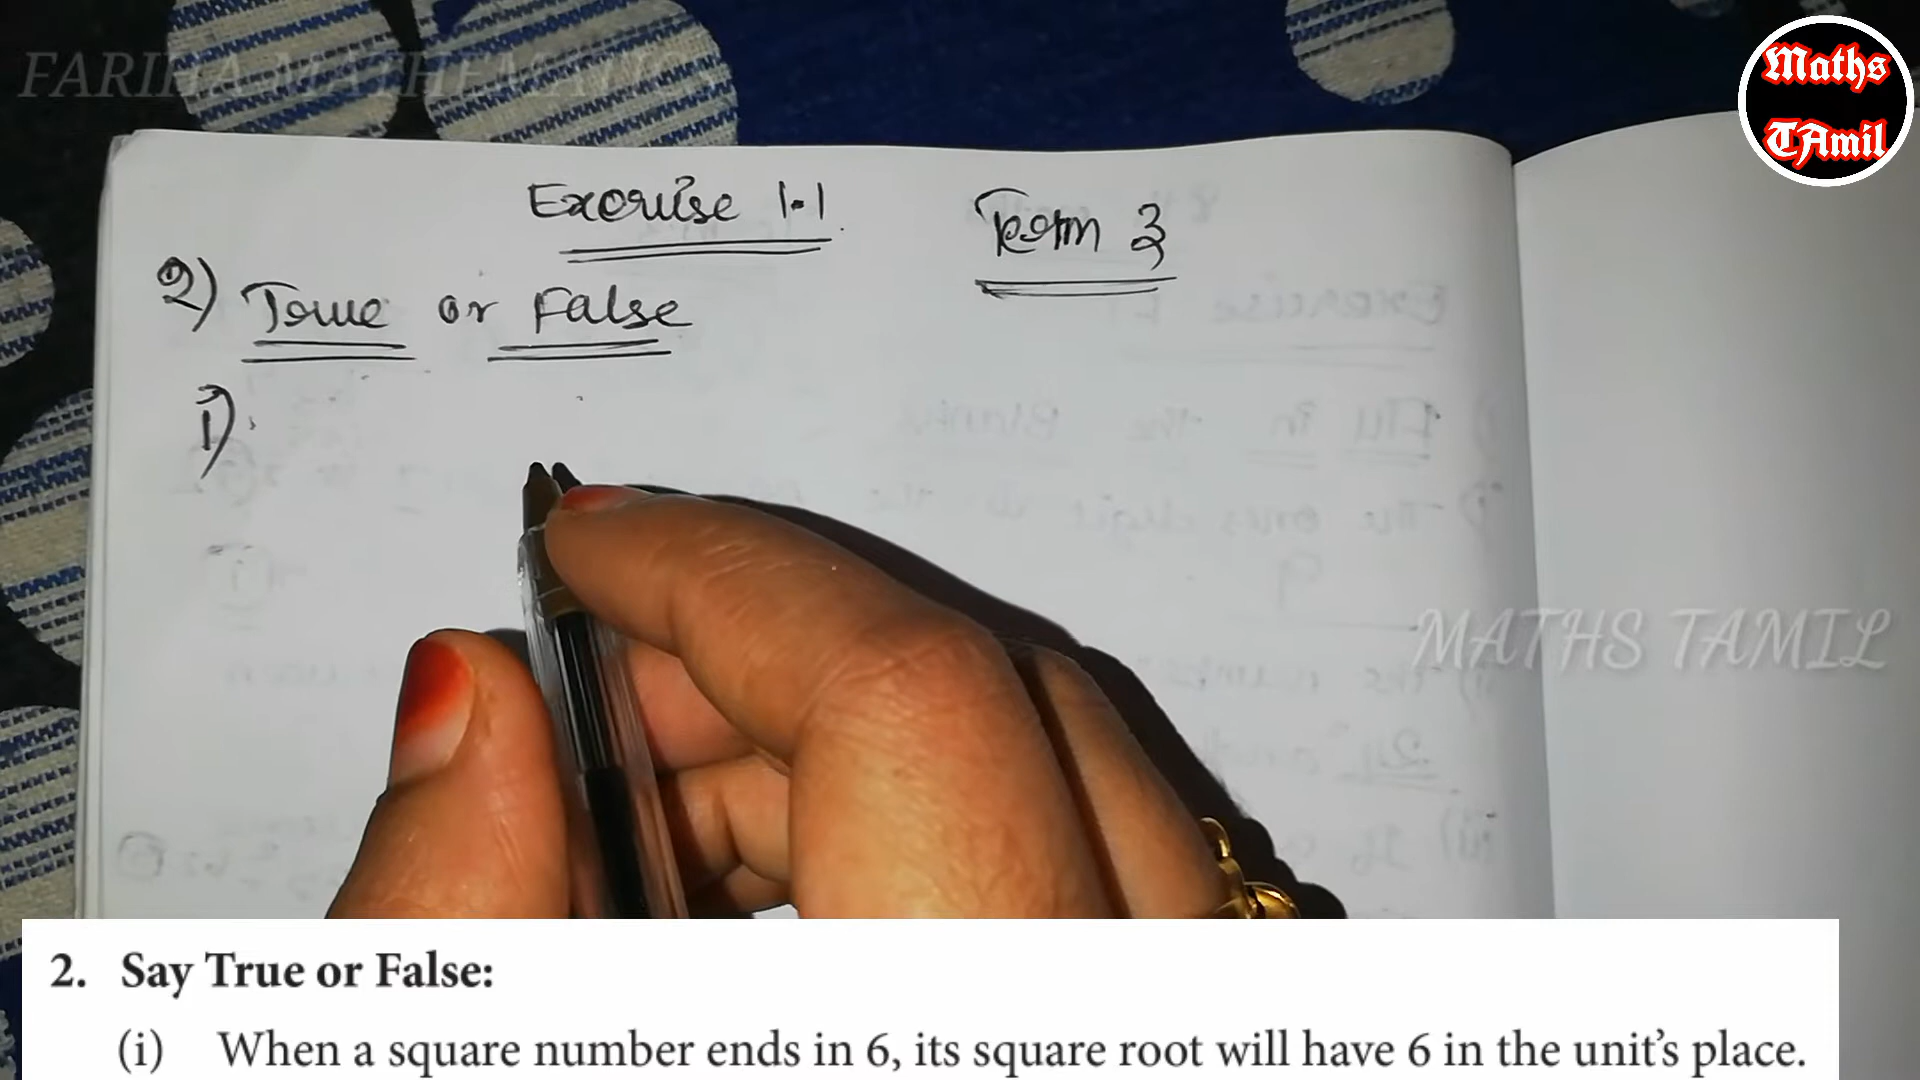 FARIHA MATHEMATICS
Maths
TAmil
Exercise 1.1
Term 3
2) True or False
i)
MATHS TAMIL
2. Say True or False:
(i) When a square number ends in 6, its square root will have 6 in the unit's place.